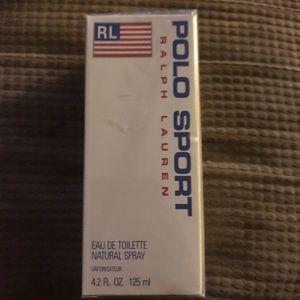 RL
POLO SPORT
RALPH LAUREN
EAU DE TOILETTE
NATURAL SPRAY
VAPORISATEUR
4.2 FL. OZ. 125 ml